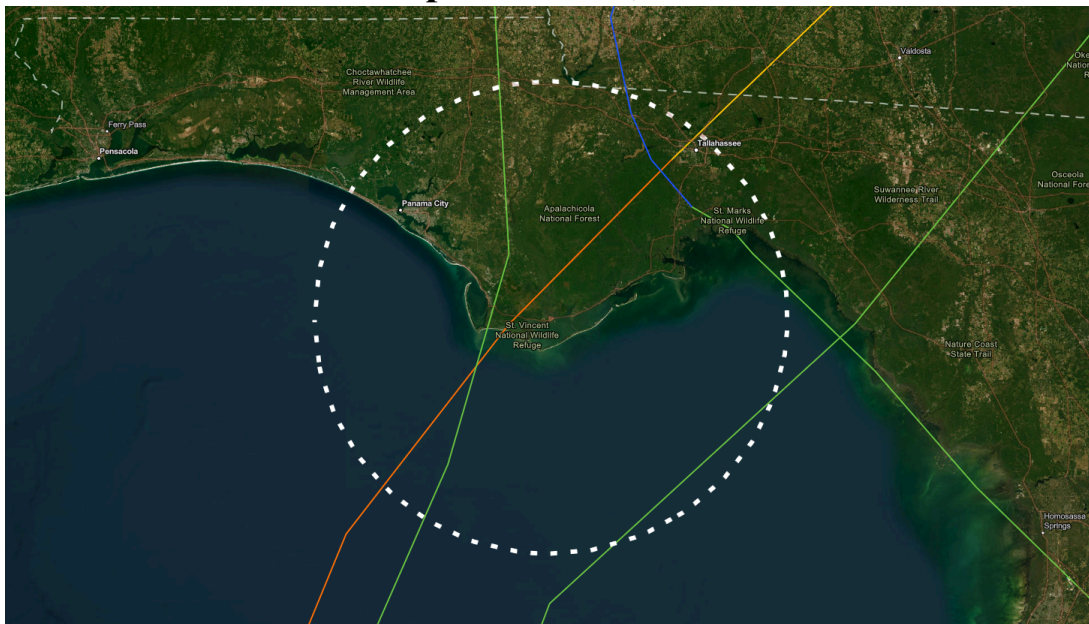 Valdosta
Choctawhatchee
River Wildlife
Management Area
Ferry Pass
Pensacola
Tallahassee
Osceola
National Fore
Suwannee River
Wilderness Trail
Panama City
Apalachicola
National Forest
St. Marks
National Wildlife
Refuge
St. Vincent
National Wildlife
Refuge
Nature Coast
State Trail
Homosassa
Springs